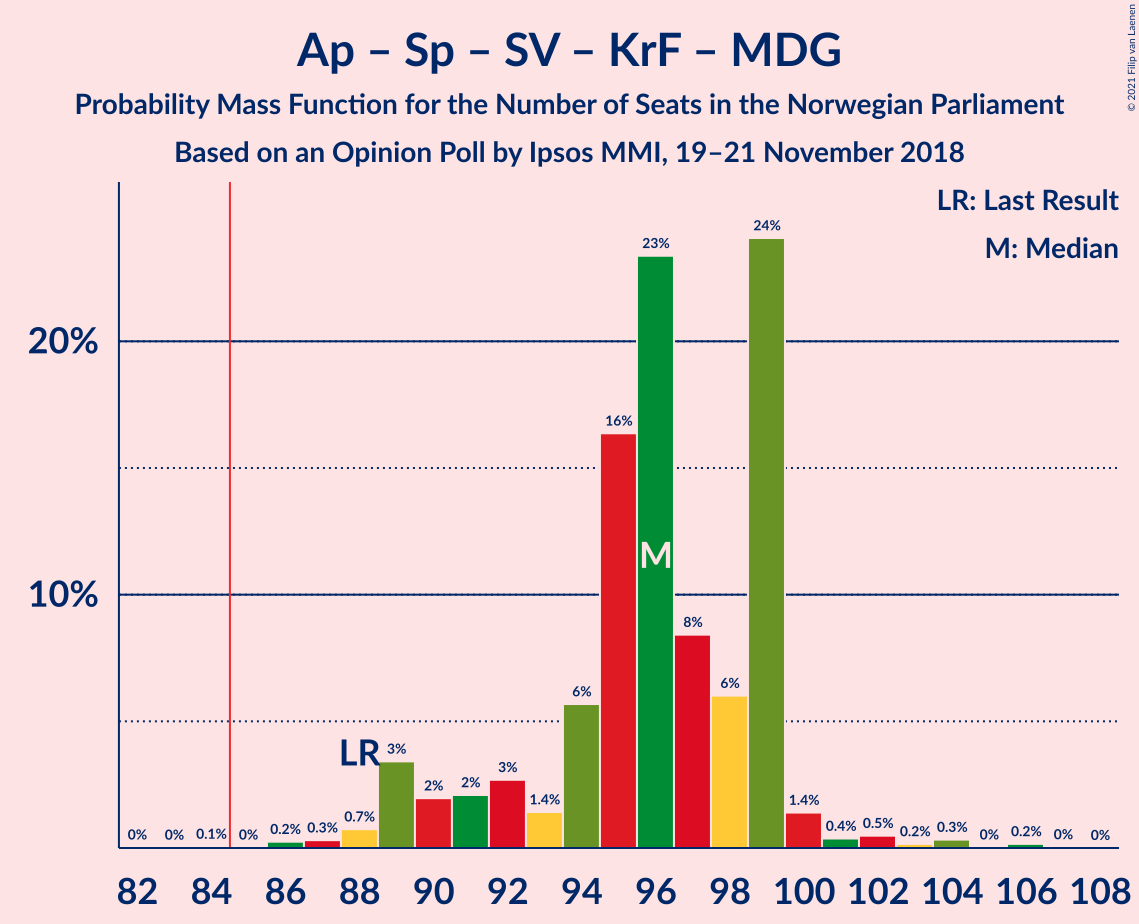 Ap – Sp – SV – KrF – MDG
Probability Mass Function for the Number of Seats in the Norwegian Parliament
Based on an Opinion Poll by Ipsos MMI, 19–21 November 2018
© 2021 Filip van Laenen
LR: Last Result
M: Median
20%
10%
0% 0% 0.1% 0% 0.2% 0.3% 0.7% 3% 2% 2% 3% 1.4% 6% 16% 23% 8% 6% 24% 1.4% 0.4% 0.5% 0.2% 0.3% 0% 0.2% 0% 0%
LR
M
82 84 86 88 90 92 94 96 98 100 102 104 106 108